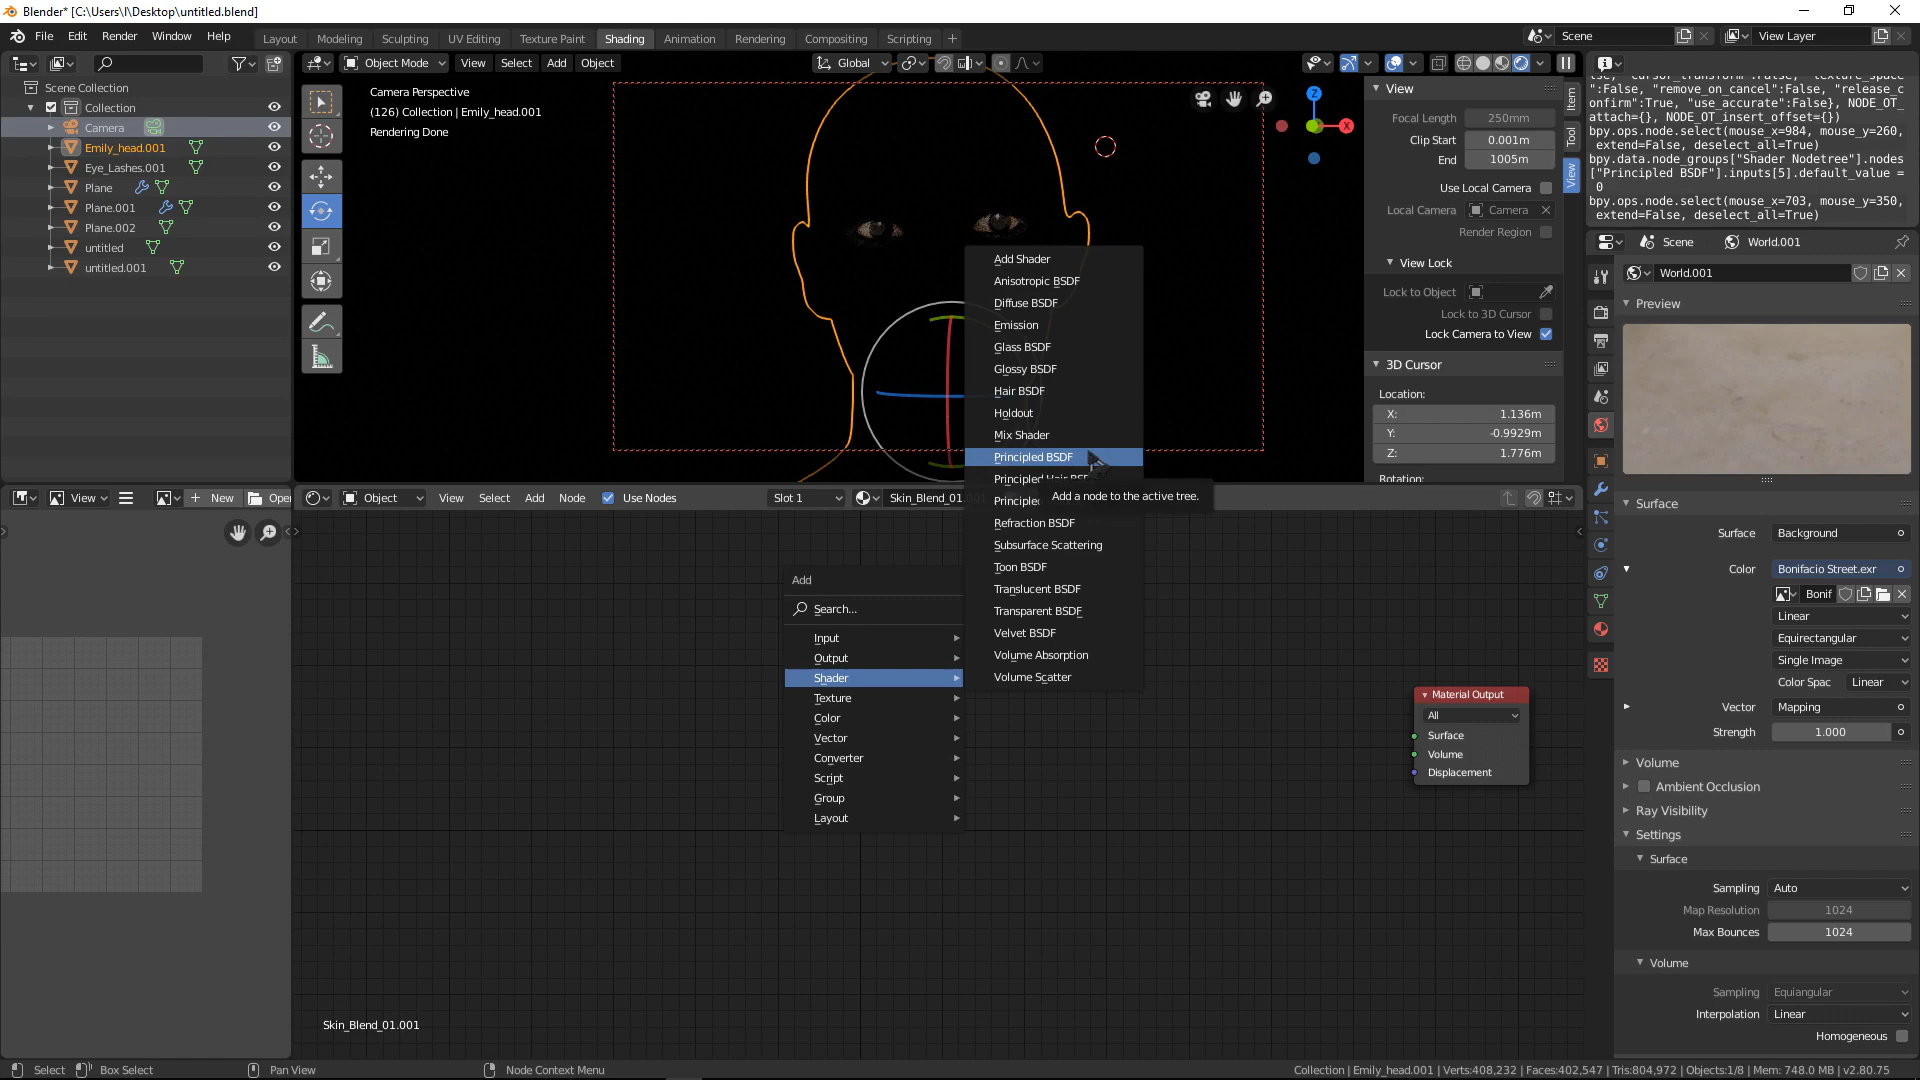 Blender* [C:\Users\I\Desktop\untitled.blend]
File Edit Render Window Help
Layout Modeling Sculpting UV Editing Texture Paint Shading Animation Rendering Compositing Scripting
Scene
View Layer
Object Mode View Select Add Object
Global
Scene Collection
Collection
Camera
Emily_head.001
Eye_Lashes.001
Plane
Plane.001
Plane.002
untitled
untitled.001
Camera Perspective
(126) Collection | Emily_head.001
Rendering Done
View
Focal Length 250mm
Clip Start 0.001m
End 1005m
Use Local Camera
Local Camera Camera
Render Region
View Lock
Lock to Object
Lock to 3D Cursor
Lock Camera to View
3D Cursor
Location:
X: 1.136m
Y: -0.9929m
Z: 1.776m
Rotation:
Item
Tool
View
":False, "remove_on_cancel":False, "release_c
onfirm":True, "use_accurate":False}, NODE_OT_
attach={}, NODE_OT_insert_offset={})
bpy.ops.node.select(mouse_x=984, mouse_y=260,
extend=False, deselect_all=True)
bpy.data.node_groups["Shader Nodetree"].nodes
["Principled BSDF"].inputs[5].default_value =
0
bpy.ops.node.select(mouse_x=703, mouse_y=350,
extend=False, deselect_all=True)
Scene World.001
World.001
Preview
Surface
Surface Background
Color Bonifacio Street.exr
Bonif
Linear
Equirectangular
Single Image
Color Spac Linear
Vector Mapping
Strength 1.000
Volume
Ambient Occlusion
Ray Visibility
Settings
Surface
Sampling Auto
Map Resolution 1024
Max Bounces 1024
Volume
Sampling Equiangular
Interpolation Linear
Homogeneous
View
New
Open
Object View Select Add Node Use Nodes
Slot 1
Skin_Blend_01.00
Add
Search...
Input
Output
Shader
Texture
Color
Vector
Converter
Script
Group
Layout
Add Shader
Anisotropic BSDF
Diffuse BSDF
Emission
Glass BSDF
Glossy BSDF
Hair BSDF
Holdout
Mix Shader
Principled BSDF
Principled Hair BSDF
Principle
Add a node to the active tree.
Refraction BSDF
Subsurface Scattering
Toon BSDF
Translucent BSDF
Transparent BSDF
Velvet BSDF
Volume Absorption
Volume Scatter
Material Output
All
Surface
Volume
Displacement
Skin_Blend_01.001
Select Box Select Pan View Node Context Menu
Collection | Emily_head.001 | Verts:408,232 | Faces:402,547 | Tris:804,972 | Objects:1/8 | Mem: 748.0 MB | v2.80.75